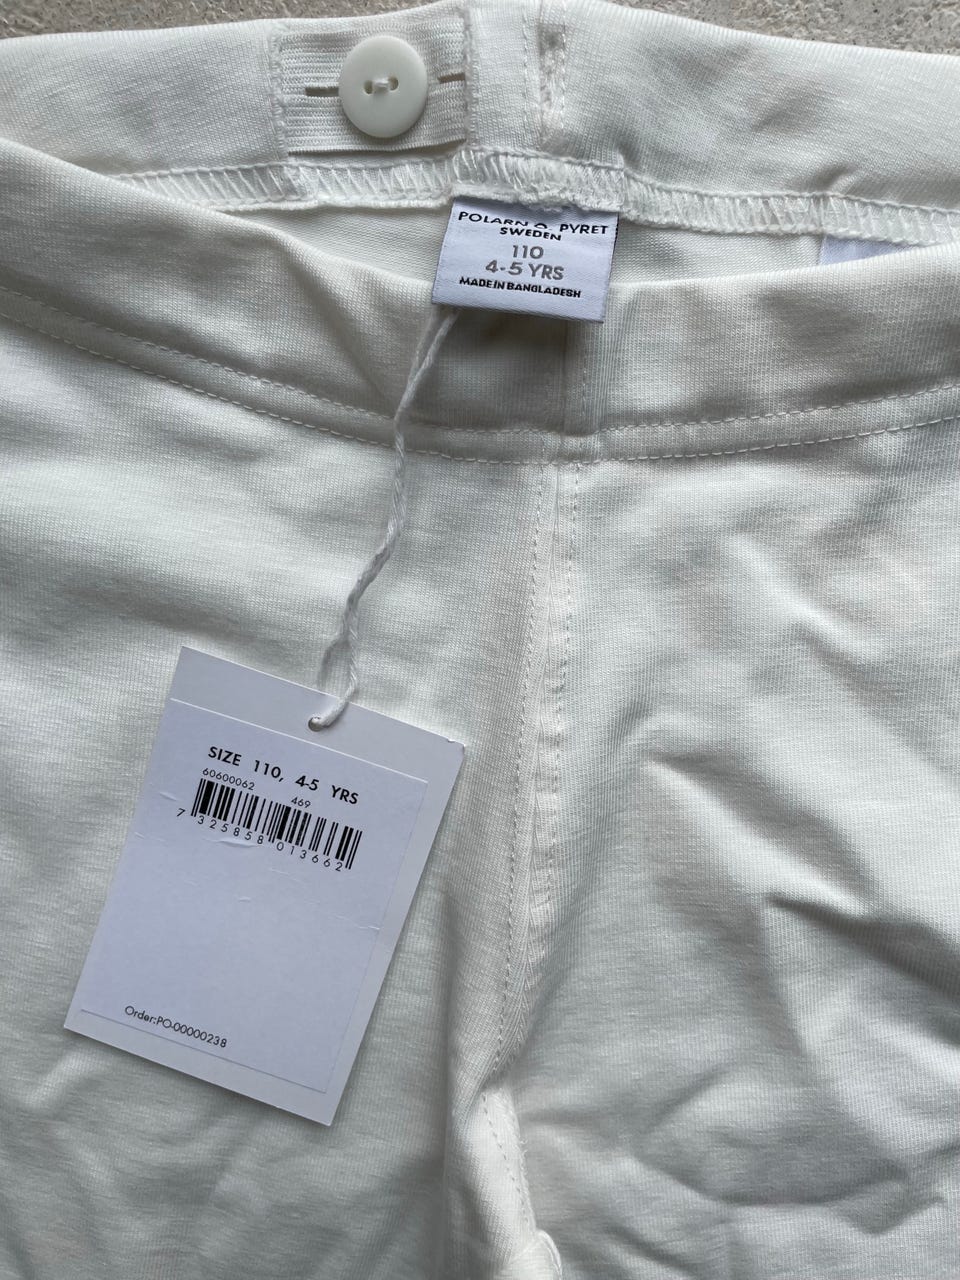 POLARN O. PYRET
SWEDEN
110
4-5 YRS
MADE IN BANGLADESH
SIZE 110, 4-5 YRS
60600062 469
7 325858 013662
Order:PO-00000238